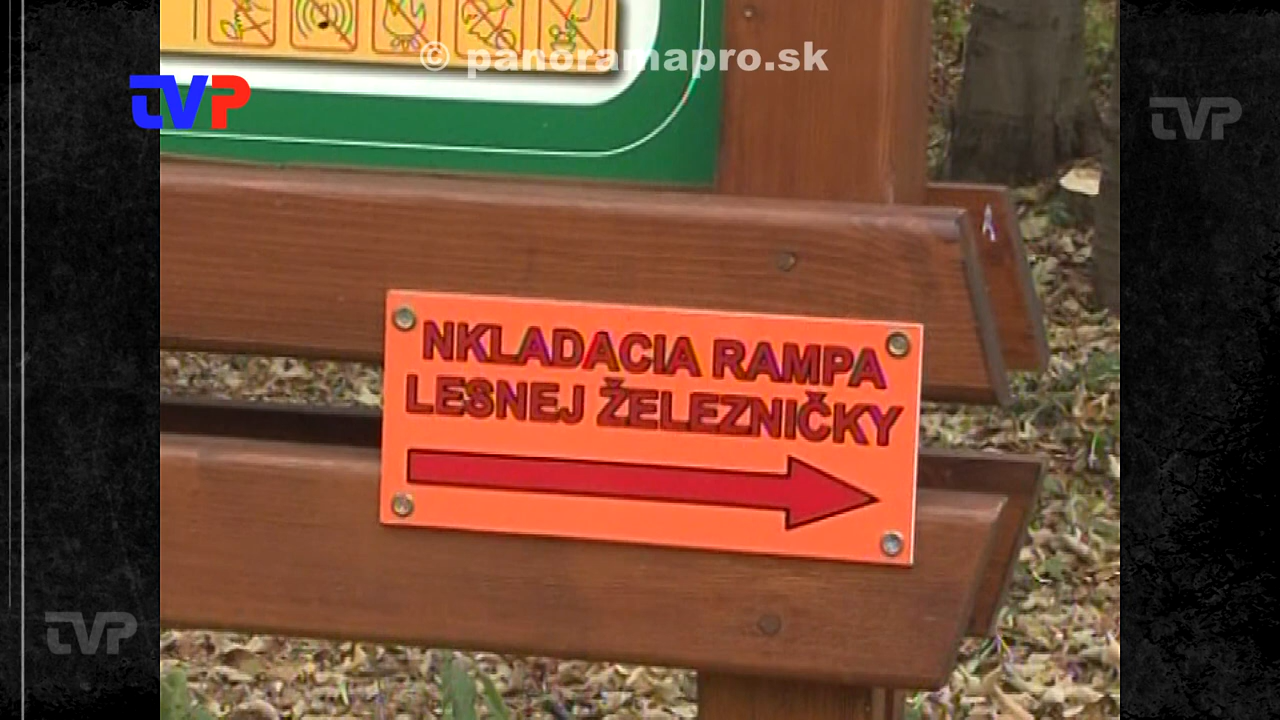 © panoramapro.sk
TVP
TVP
NKLADACIA RAMPA
LESNEJ ŽELEZNIČKY
TVP